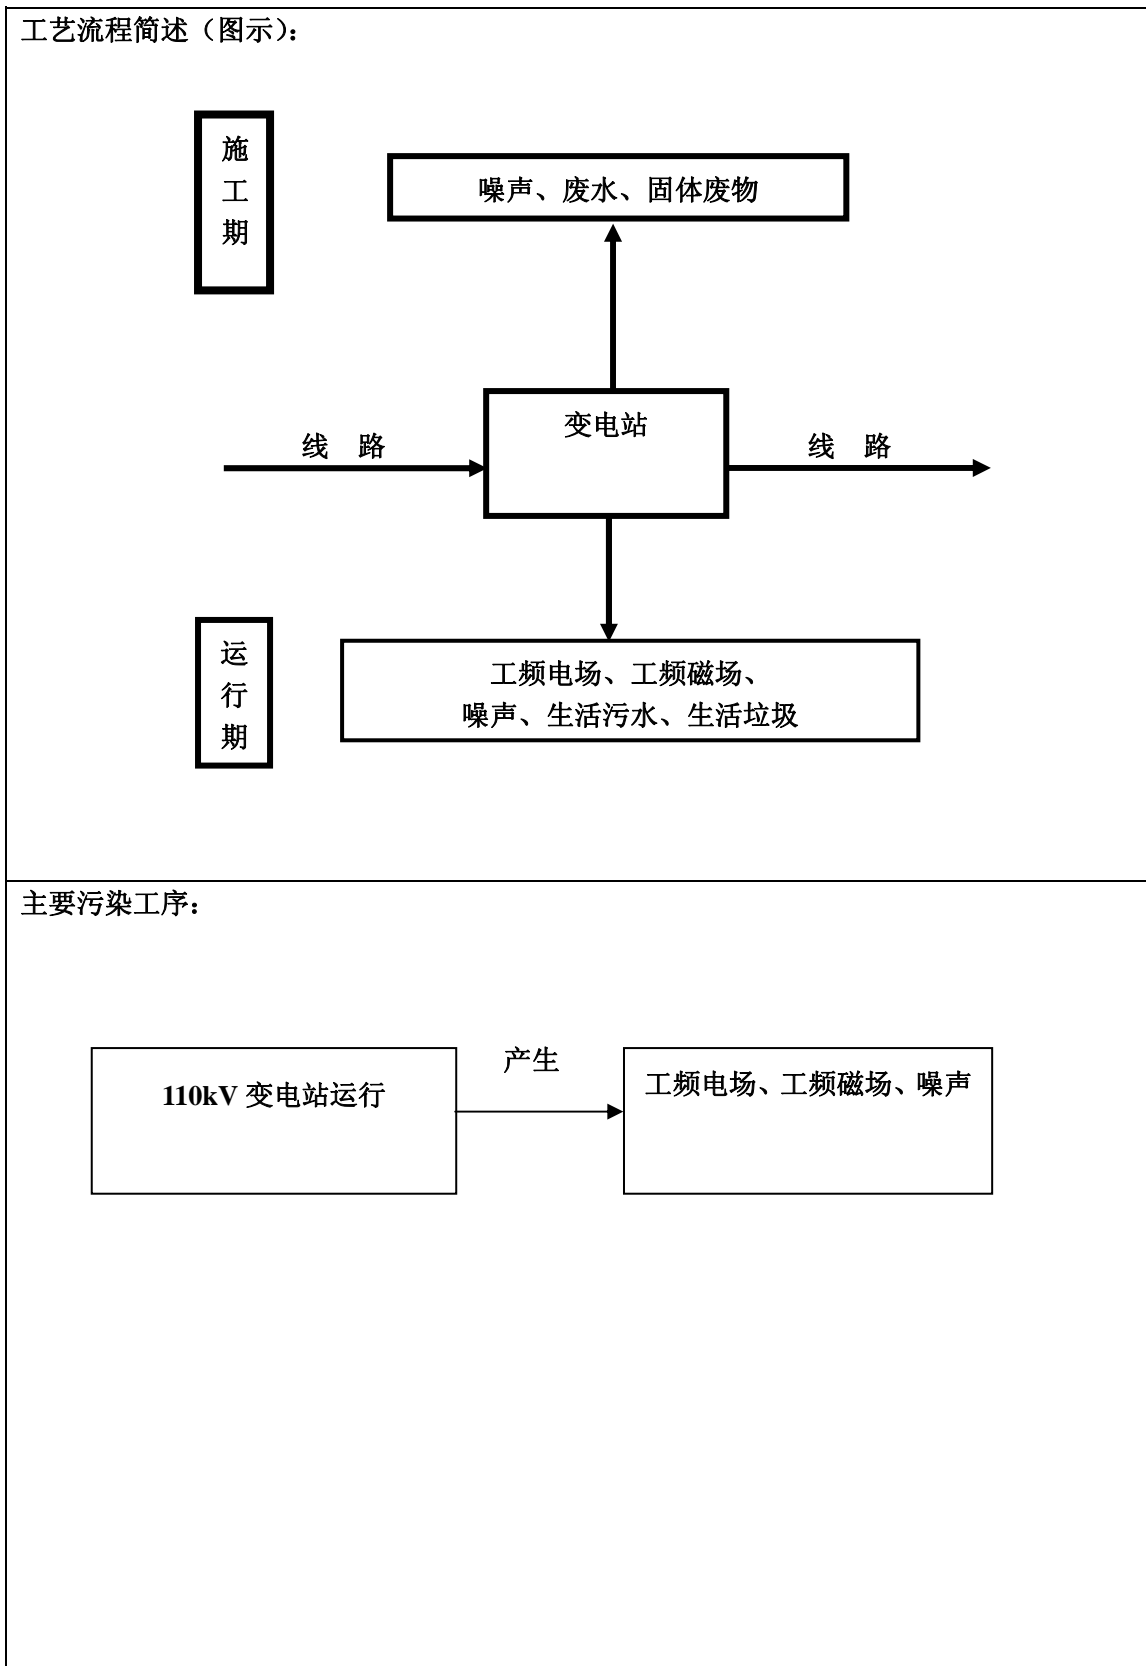 工艺流程简述（图示）：
施
工
期
噪声、废水、固体废物
变电站
线 路
线 路
运
行
期
工频电场、工频磁场、
噪声、生活污水、生活垃圾
主要污染工序：
产生
110kV 变电站运行
工频电场、工频磁场、噪声